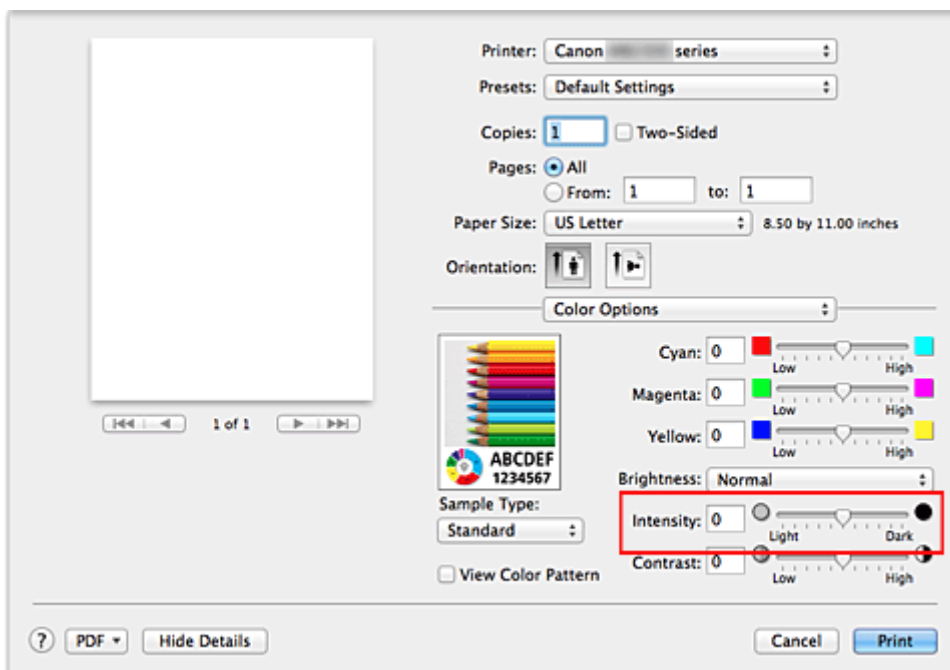 Printer: Canon series
Presets: Default Settings
Copies: 1 Two-Sided
Pages: All
From: 1 to: 1
Paper Size: US Letter 8.50 by 11.00 inches
Orientation:
Color Options
1 of 1
ABCDEF
1234567
Sample Type:
Standard
View Color Pattern
Cyan: 0
Low High
Magenta: 0
Low High
Yellow: 0
Low High
Brightness: Normal
Intensity: 0
Light Dark
Contrast: 0
Low High
? PDF Hide Details Cancel Print